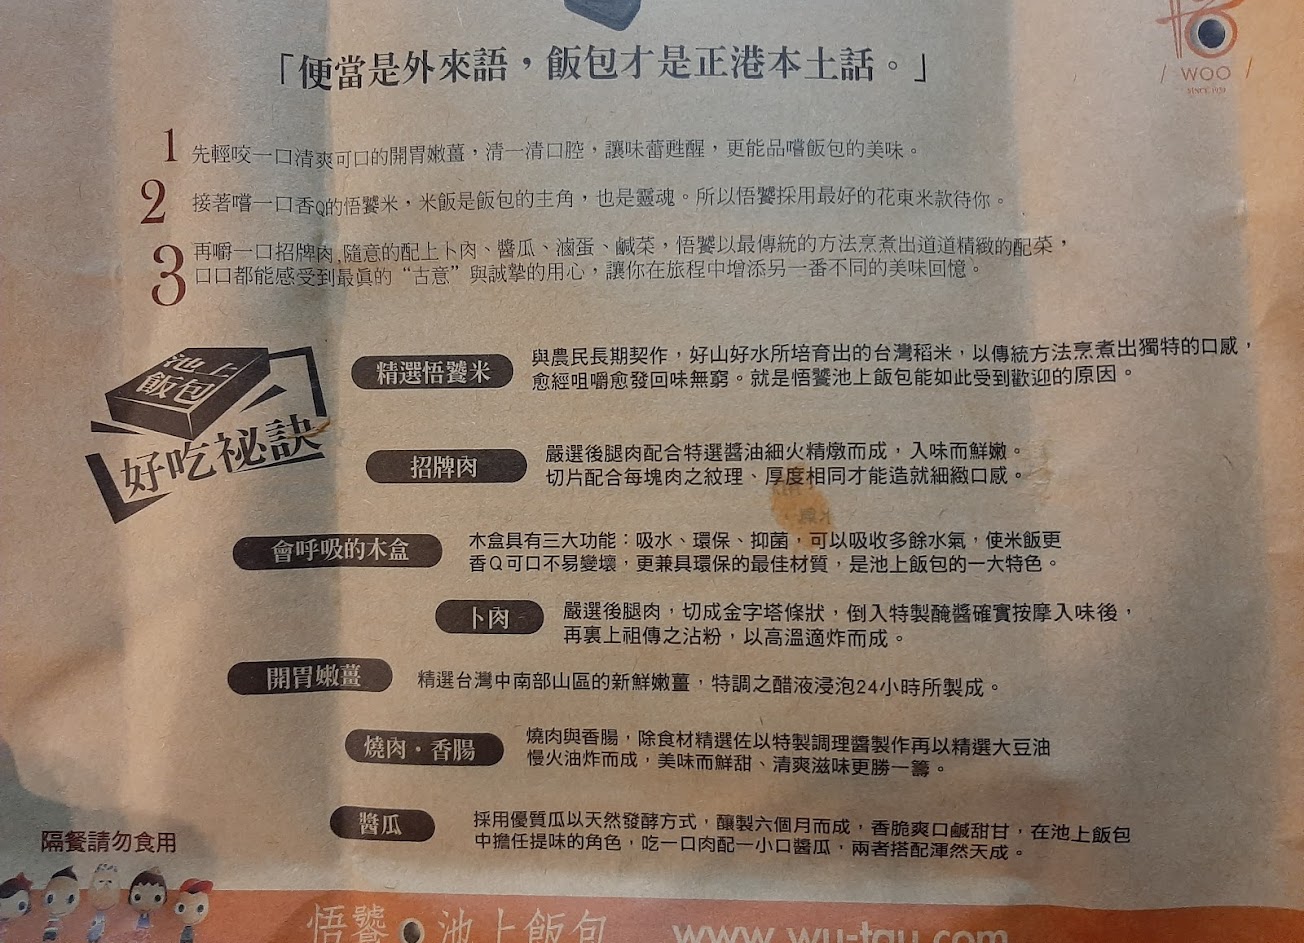 「便當是外來語，飯包才是正港本土話。」
悟
/ WOO /
SINCE 1939
1 先輕咬一口清爽可口的開胃嫩薑，清一清口腔，讓味蕾甦醒，更能品嚐飯包的美味。
2 接著嚐一口香Q的悟饕米，米飯是飯包的主角，也是靈魂。所以悟饕採用最好的花東米款待你。
3 再嚼一口招牌肉,隨意的配上卜肉、醬瓜、滷蛋、鹹菜，悟饕以最傳統的方法烹煮出道道精緻的配菜，
口口都能感受到最真的“古意”與誠摯的用心，讓你在旅程中增添另一番不同的美味回憶。
池上
飯包
好吃祕訣
精選悟饕米
與農民長期契作，好山好水所培育出的台灣稻米，以傳統方法烹煮出獨特的口感，
愈經咀嚼愈發回味無窮。就是悟饕池上飯包能如此受到歡迎的原因。
招牌肉
嚴選後腿肉配合特選醬油細火精燉而成，入味而鮮嫩。
切片配合每塊肉之紋理、厚度相同才能造就細緻口感。
會呼吸的木盒
木盒具有三大功能：吸水、環保、抑菌，可以吸收多餘水氣，使米飯更
香Q可口不易變壞，更兼具環保的最佳材質，是池上飯包的一大特色。
卜肉
嚴選後腿肉，切成金字塔條狀，倒入特製醃醬確實按摩入味後，
再裹上祖傳之沾粉，以高溫適炸而成。
開胃嫩薑
精選台灣中南部山區的新鮮嫩薑，特調之醋液浸泡24小時所製成。
燒肉・香腸
燒肉與香腸，除食材精選佐以特製調理醬製作再以精選大豆油
慢火油炸而成，美味而鮮甜、清爽滋味更勝一籌。
醬瓜
採用優質瓜以天然發酵方式，釀製六個月而成，香脆爽口鹹甜甘，在池上飯包
中擔任提味的角色，吃一口肉配一小口醬瓜，兩者搭配渾然天成。
隔餐請勿食用
悟饕 池上飯包
www.wu-tau.com